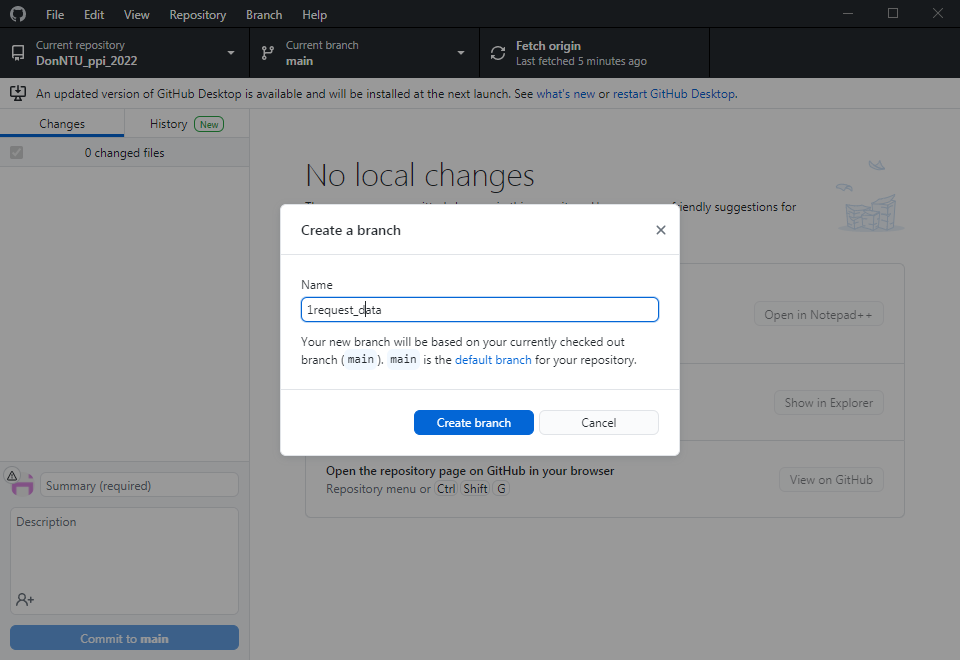 File Edit View Repository Branch Help
Current repository
DonNTU_ppi_2022
Current branch
main
Fetch origin
Last fetched 5 minutes ago
An updated version of GitHub Desktop is available and will be installed at the next launch. See what's new or restart GitHub Desktop.
Changes
History New
0 changed files
No local changes
friendly suggestions for
Create a branch
Name
1request_data
Your new branch will be based on your currently checked out
branch ( main ). main is the default branch for your repository.
Create branch
Cancel
Open in Notepad++
Show in Explorer
Open the repository page on GitHub in your browser
Repository menu or Ctrl Shift G
View on GitHub
Summary (required)
Description
Commit to main